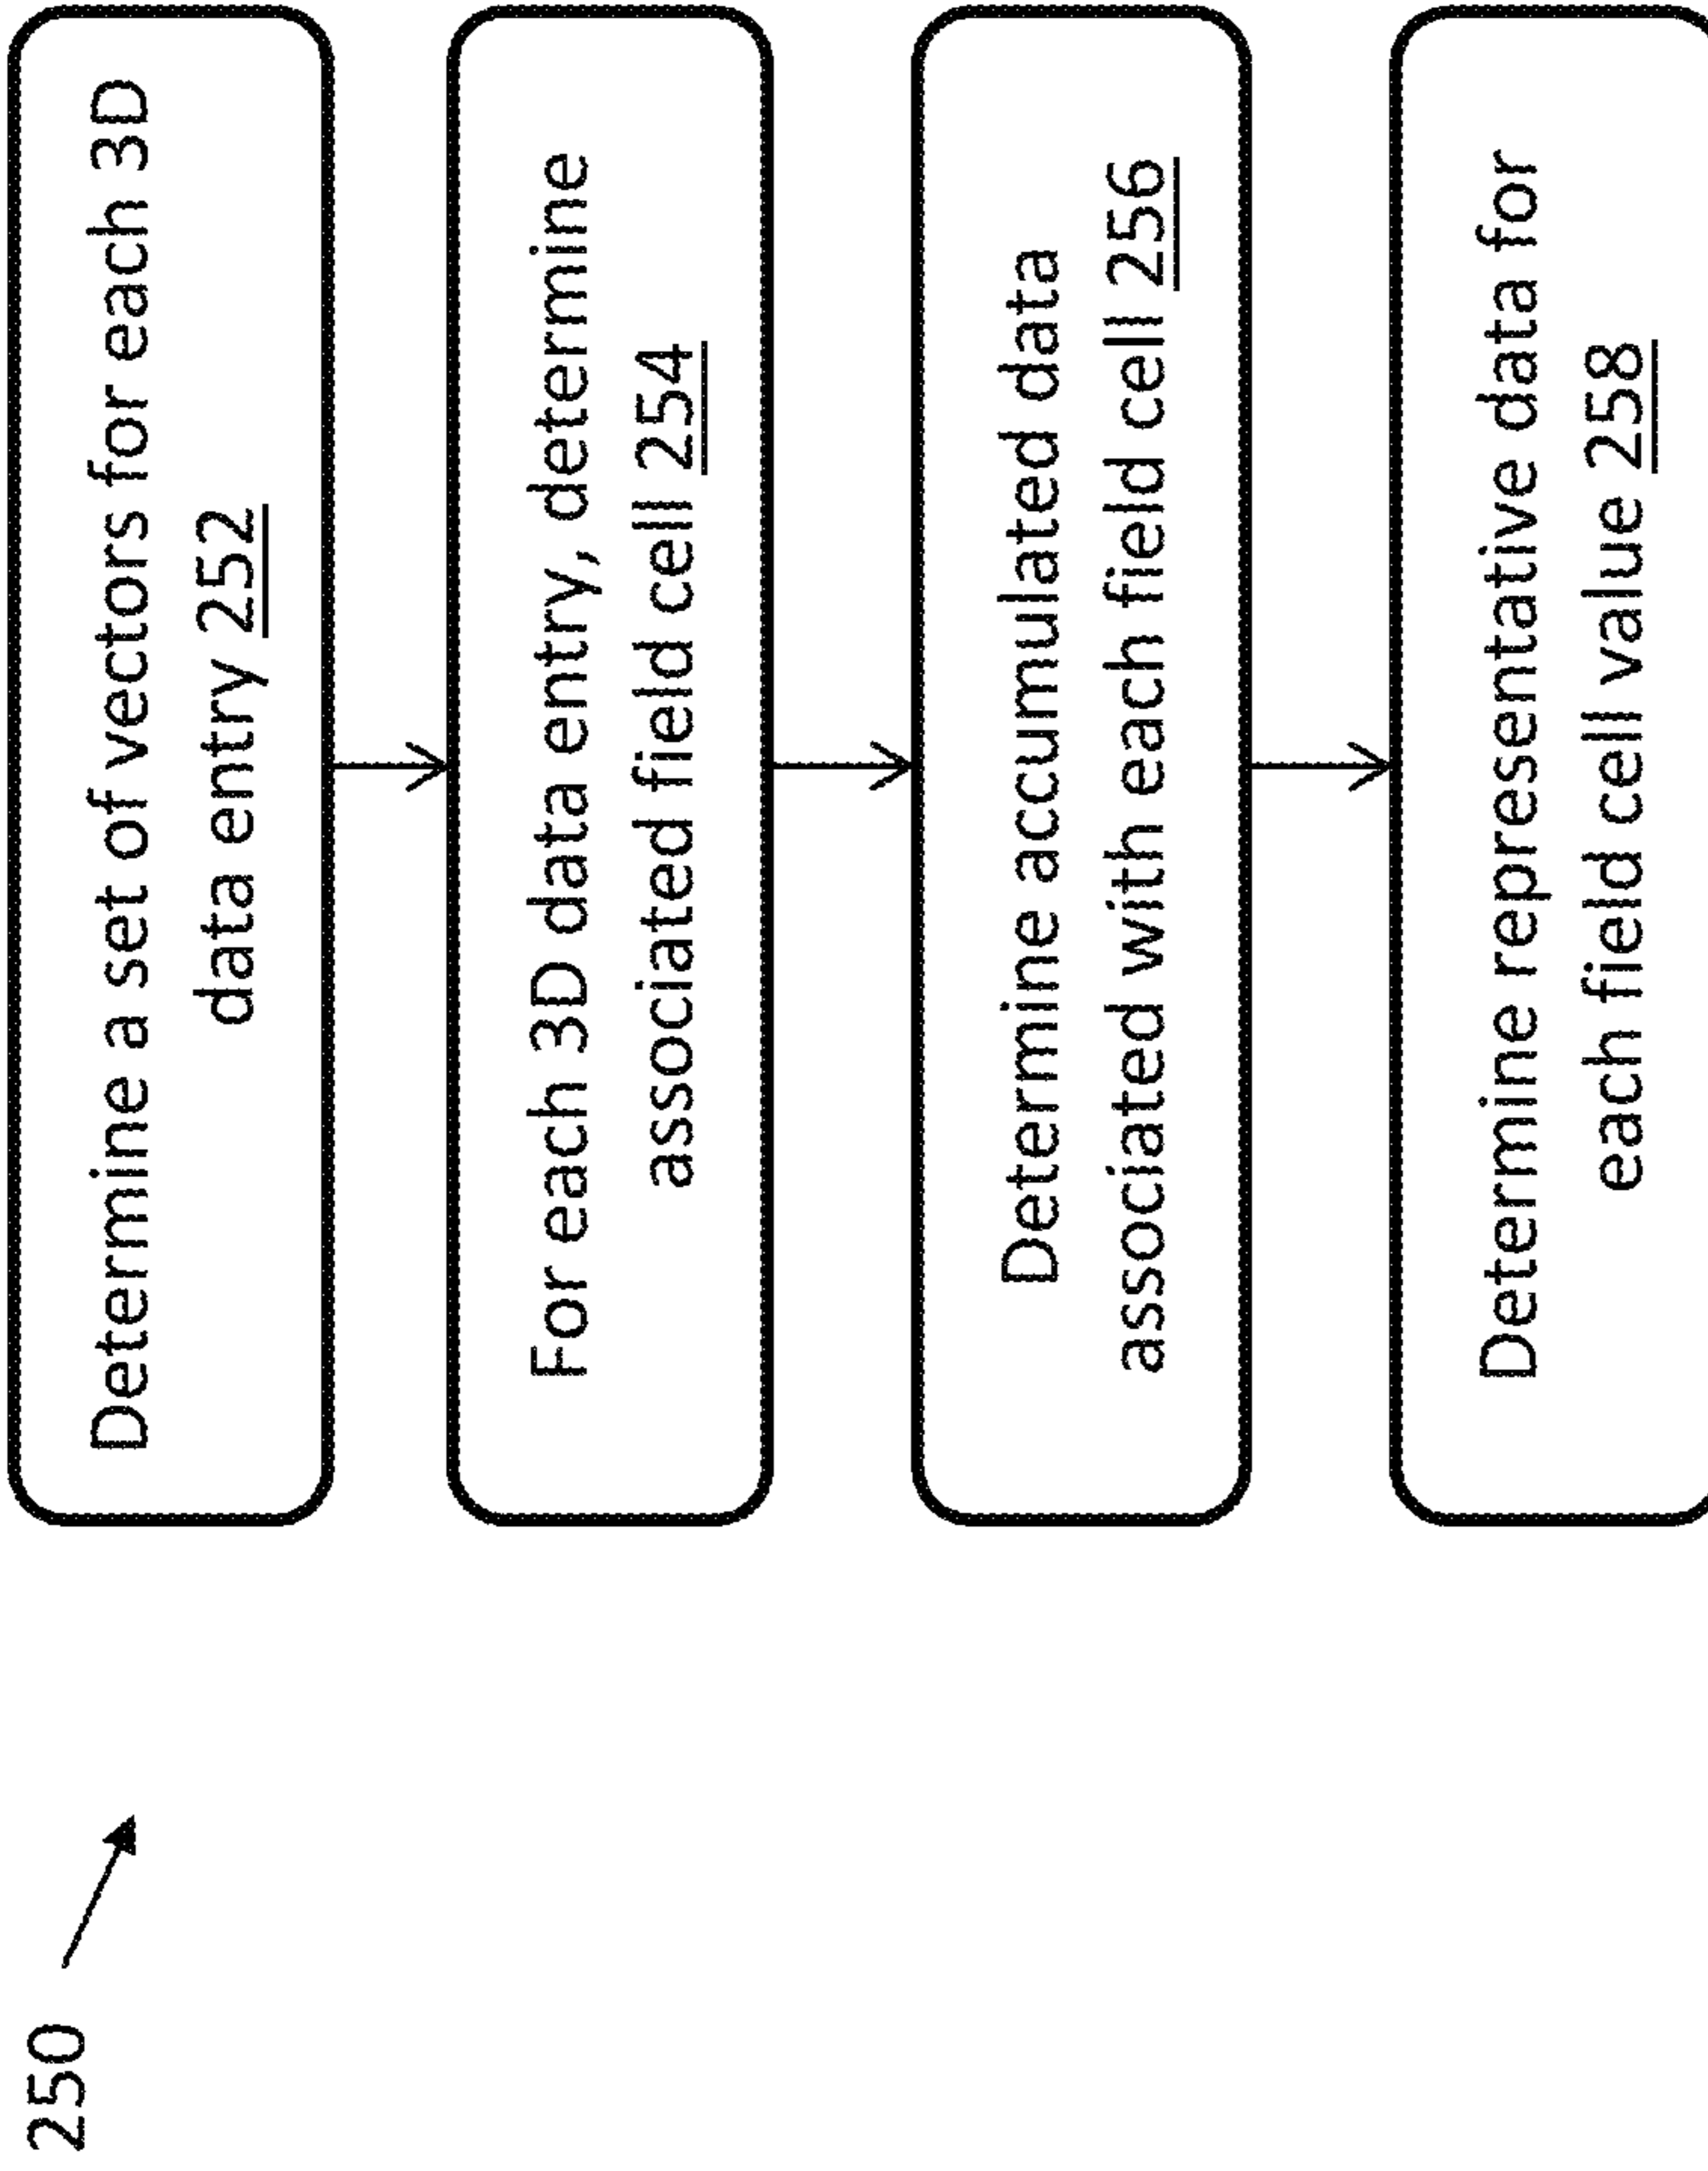 250
Determine a set of vectors for each 3D
data entry 252
For each 3D data entry, determine
associated field cell 254
Determine accumulated data
associated with each field cell 256
Determine representative data for
each field cell value 258